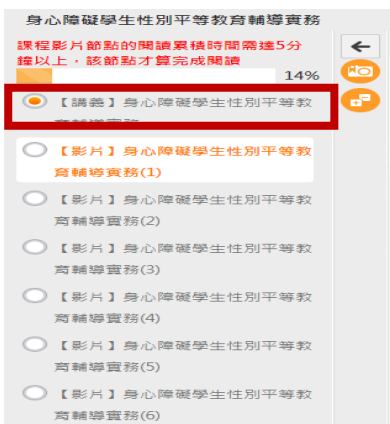 身心障礙學生性別平等教育輔導實務
課程影片節點的閱讀累積時間需達5分
鐘以上，該節點才算完成閱讀
14%
【講義】身心障礙學生性別平等教
育輔導實務
【影片】身心障礙學生性別平等教
育輔導實務(1)
【影片】身心障礙學生性別平等教
育輔導實務(2)
【影片】身心障礙學生性別平等教
育輔導實務(3)
【影片】身心障礙學生性別平等教
育輔導實務(4)
【影片】身心障礙學生性別平等教
育輔導實務(5)
【影片】身心障礙學生性別平等教
育輔導實務(6)